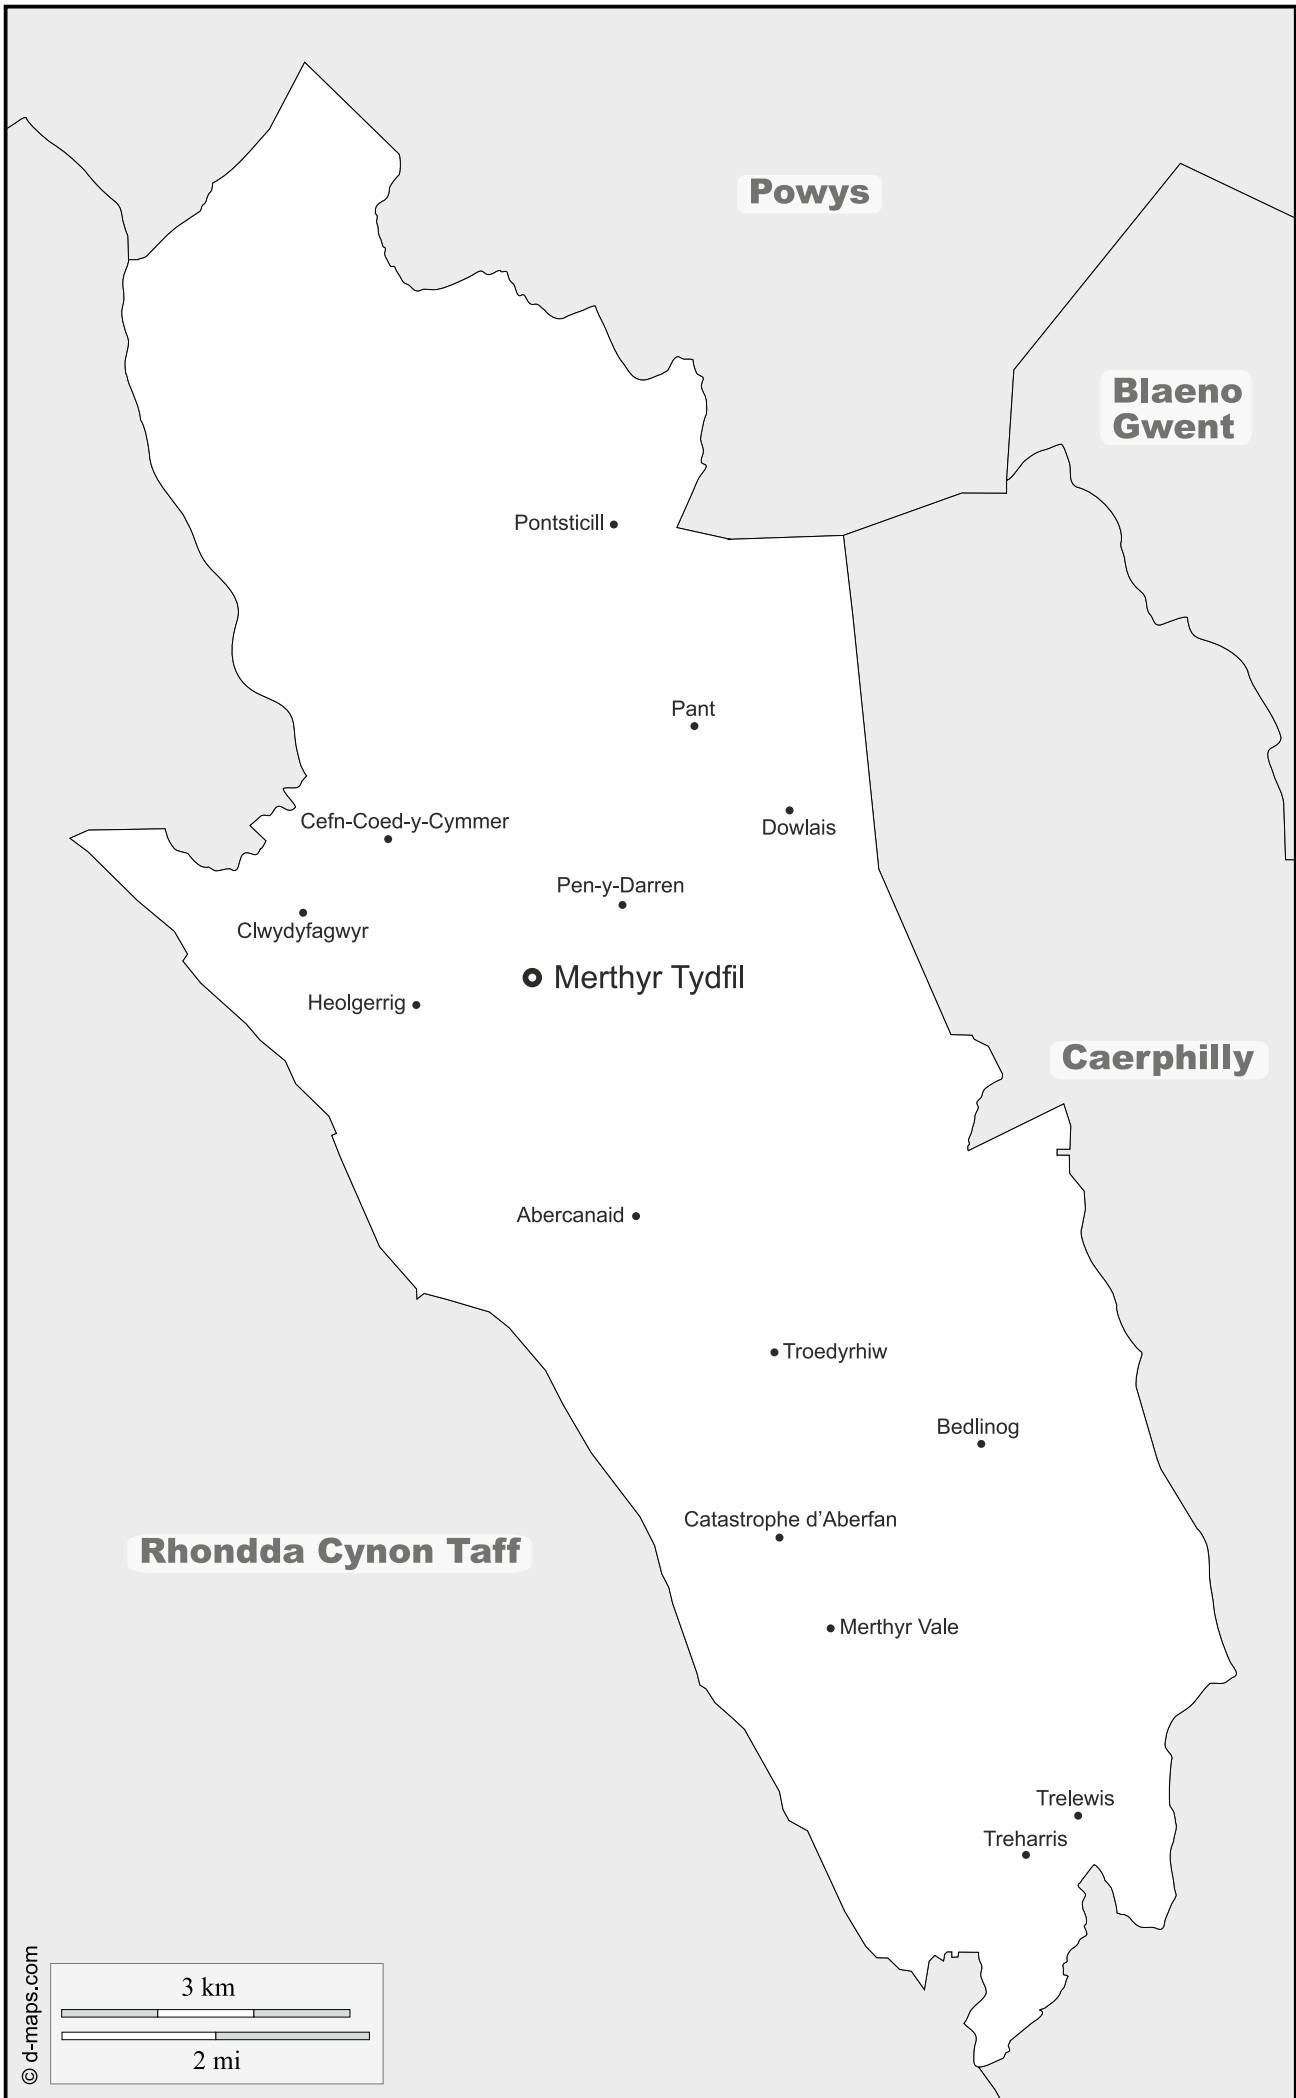 Powys
Blaeno
Gwent
Pontsticill
Pant
Cefn-Coed-y-Cymmer
Dowlais
Pen-y-Darren
Clwydyfagwyr
Merthyr Tydfil
Heolgerrig
Caerphilly
Abercanaid
Troedyrhiw
Bedlinog
Catastrophe d’Aberfan
Rhondda Cynon Taff
Merthyr Vale
Trelewis
Treharris
© d-maps.com
3 km
2 mi